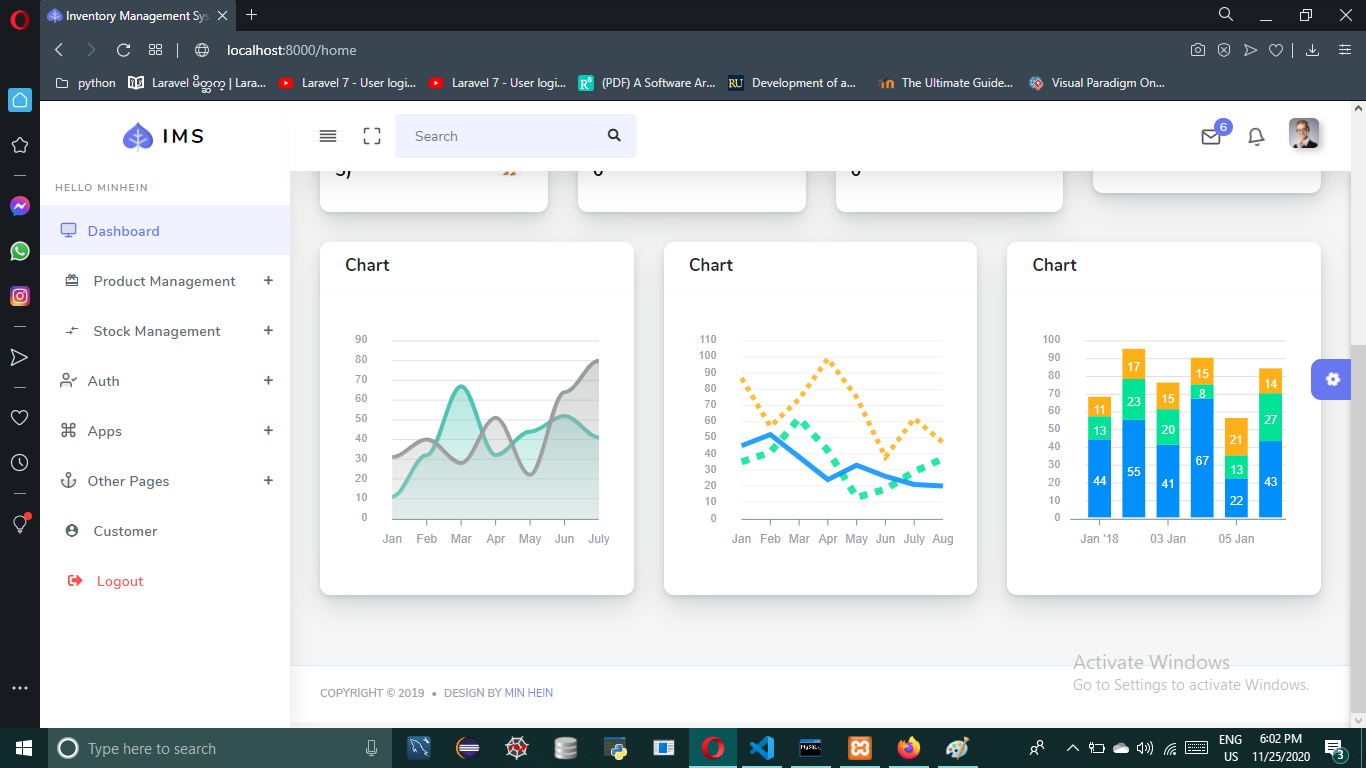 Inventory Management Sys
localhost:8000/home
python
Laravel 7 - User logi...
Laravel 7 - User logi...
(PDF) A Software Ar...
RU Development of a...
The Ultimate Guide...
Visual Paradigm On...
IMS
Search
6
HELLO MINHEIN
Dashboard
Product Management +
Stock Management +
Auth +
Apps +
Other Pages +
Customer
Logout
Chart
90
80
70
60
50
40
30
20
10
0
Jan Feb Mar Apr May Jun July
Chart
110
100
90
80
70
60
50
40
30
20
10
0
Jan Feb Mar Apr May Jun July Aug
Chart
100
90
80
70
60
50
40
30
20
10
0
11 17 15 15 21 14
13 23 20 8 13 27
44 55 41 67 22 43
Jan '18 03 Jan 05 Jan
COPYRIGHT © 2019 • DESIGN BY MIN HEIN
Activate Windows
Go to Settings to activate Windows.
Type here to search
MySQL
ENG
US
6:02 PM
11/25/2020
3